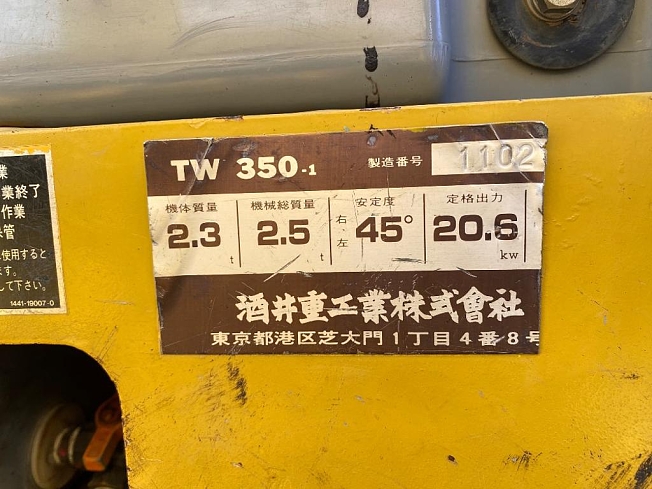 業
業終了
作業
管
使用すると
ます。
して下さい。
1441-19007-0
TW 350-1 製造番号 1102
機体質量 機械総質量 安定度 定格出力
2.3 t 2.5 t 右・左 45° 20.6 kw
酒井重工業株式會社
東京都港区芝大門1丁目4番8号